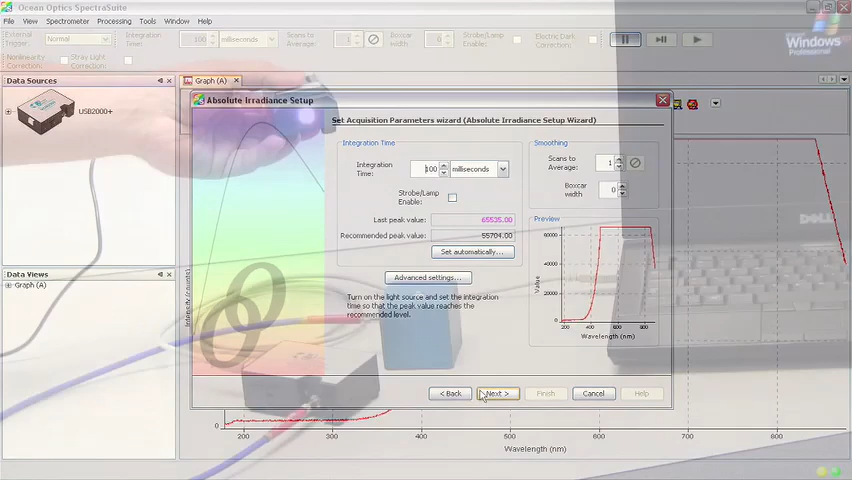 Ocean Optics SpectraSuite
File View Spectrometer Processing Tools Window Help
External Trigger: Normal
Integration Time: 100 milliseconds
Scans to Average: 1
Boxcar width 0
Strobe/Lamp Enable:
Electric Dark Correction:
Nonlinearity Correction:
Stray Light Correction:
Windows
Professional
Data Sources
Graph (A)
USB2000+
Absolute Irradiance Setup
Set Acquisition Parameters wizard (Absolute Irradiance Setup Wizard)
Integration Time
Integration Time: 100 milliseconds
Strobe/Lamp Enable:
Last peak value: 65535.00
Recommended peak value: 55704.00
Set automatically...
Advanced settings...
Turn on the light source and set the integration
time so that the peak value reaches the
recommended level.
Smoothing
Scans to Average: 1
Boxcar width 0
Preview
Value
60000
40000
20000
0
200 400 600 800
Wavelength (nm)
< Back Next > Finish Cancel Help
Data Views
Graph (A)
Intensity (counts)
DELL
0
200 300 400 500 600 700 800
Wavelength (nm)